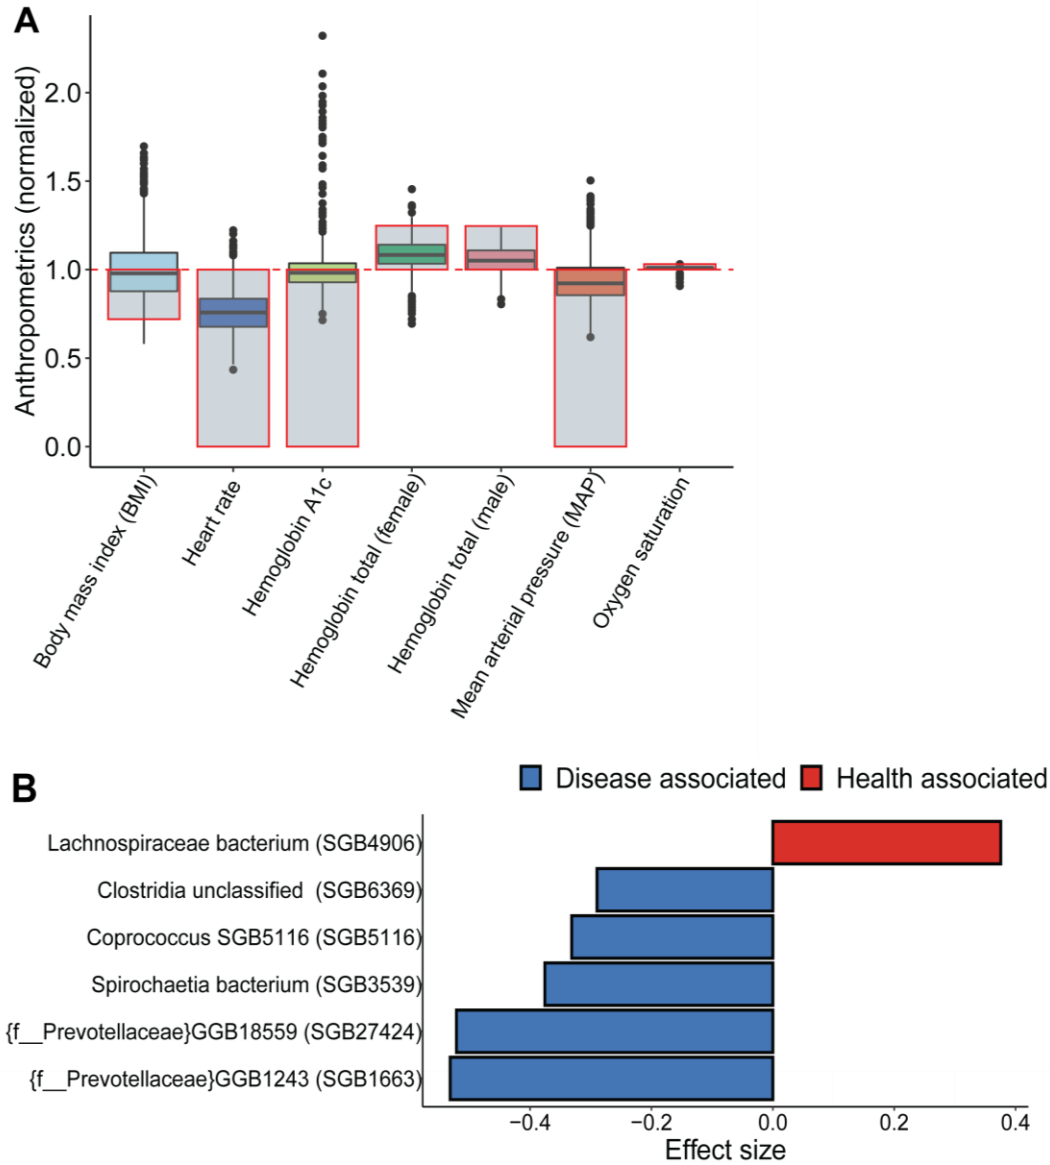 A
Anthropometrics (normalized)
2.0
1.5
1.0
0.5
0.0
Body mass index (BMI)
Heart rate
Hemoglobin A1c
Hemoglobin total (female)
Hemoglobin total (male)
Mean arterial pressure (MAP)
Oxygen saturation
B
Disease associated
Health associated
Lachnospiraceae bacterium (SGB4906)
Clostridia unclassified  (SGB6369)
Coprococcus SGB5116 (SGB5116)
Spirochaetia bacterium (SGB3539)
{f__Prevotellaceae}GGB18559 (SGB27424)
{f__Prevotellaceae}GGB1243 (SGB1663)
−0.4
−0.2
0.0
0.2
0.4
Effect size